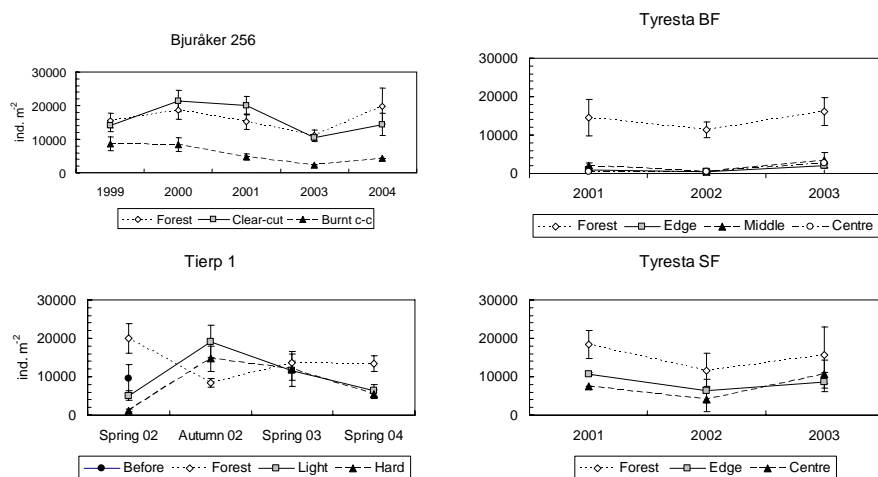 Bjuråker 256
30000
20000
10000
0
ind. m-2
1999 2000 2001 2003 2004
Forest Clear-cut Burnt c-c
Tyresta BF
30000
20000
10000
0
2001 2002 2003
Forest Edge Middle Centre
Tierp 1
30000
20000
10000
0
ind. m-2
Spring 02 Autumn 02 Spring 03 Spring 04
Before Forest Light Hard
Tyresta SF
30000
20000
10000
0
2001 2002 2003
Forest Edge Centre